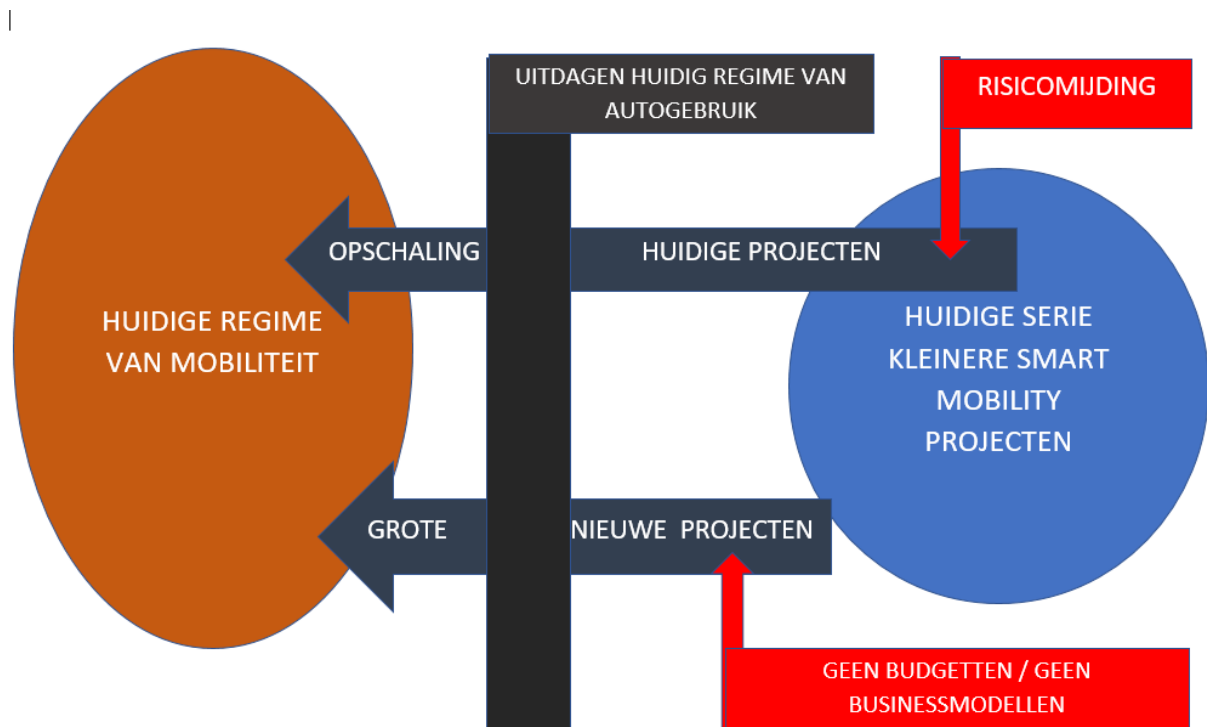 UITDAGEN HUIDIG REGIME VAN
AUTOGEBRUIK
RISICOMIJDING
OPSCHALING
HUIDIGE PROJECTEN
HUIDIGE REGIME
VAN MOBILITEIT
HUIDIGE SERIE
KLEINERE SMART
MOBILITY
PROJECTEN
GROTE
NIEUWE PROJECTEN
GEEN BUDGETTEN / GEEN
BUSINESSMODELLEN